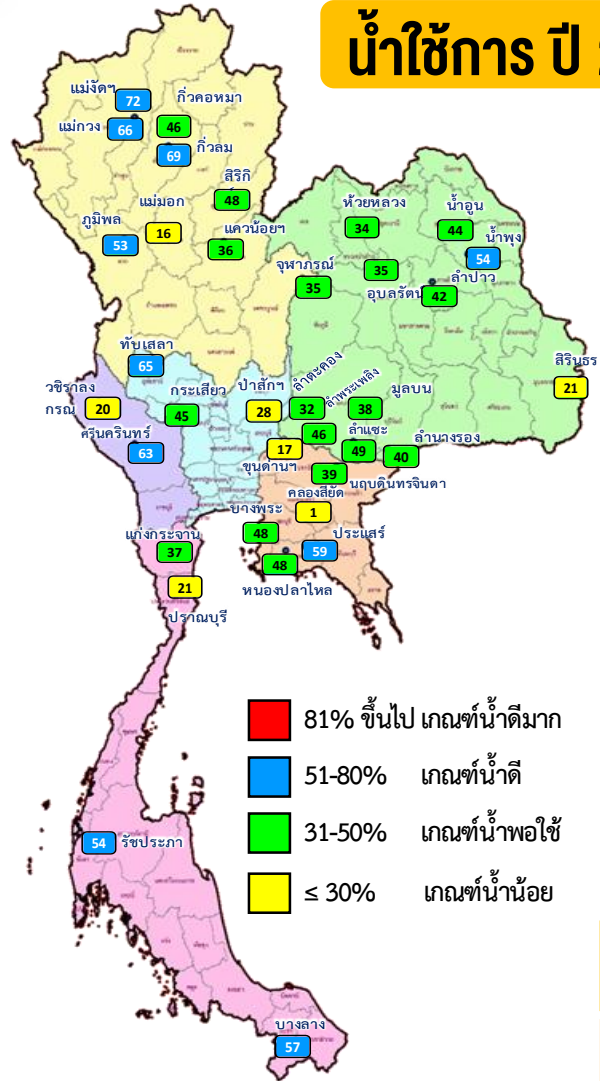 น้ำใช้การ ปี
แม่งัดฯ
72
กิ่วคอหมา
46
แม่กวง
66
69
กิ่วลม
สิริกิ
48
ภูมิพล
53
แม่มอก
16
แควน้อยฯ
36
ห้วยหลวง
34
น้ำอูน
44
น้ำพุง
54
จุฬาภรณ์
35
35
อุบลรัตน
ลำปาว
42
ทับเสลา
65
สิรินธร
21
วชิราลง
กรณ
20
กระเสียว
45
ป่าสักฯ
28
ลำตะคอง
32
ลำพระเพลิง
46
มูลบน
38
ศรีนครินทร์
63
17
ขุนด่านฯ
ลำแซะ
49
ลำนางรอง
40
39
นฤบดินทรจินดา
คลองสียัด
1
บางพระ
48
ประแสร์
59
48
หนองปลาไหล
แก่งกระจาน
37
21
ปราณบุรี
81% ขึ้นไป เกณฑ์น้ำดีมาก
51-80% เกณฑ์น้ำดี
31-50% เกณฑ์น้ำพอใช้
≤ 30% เกณฑ์น้ำน้อย
54
รัชประภา
บางลาง
57